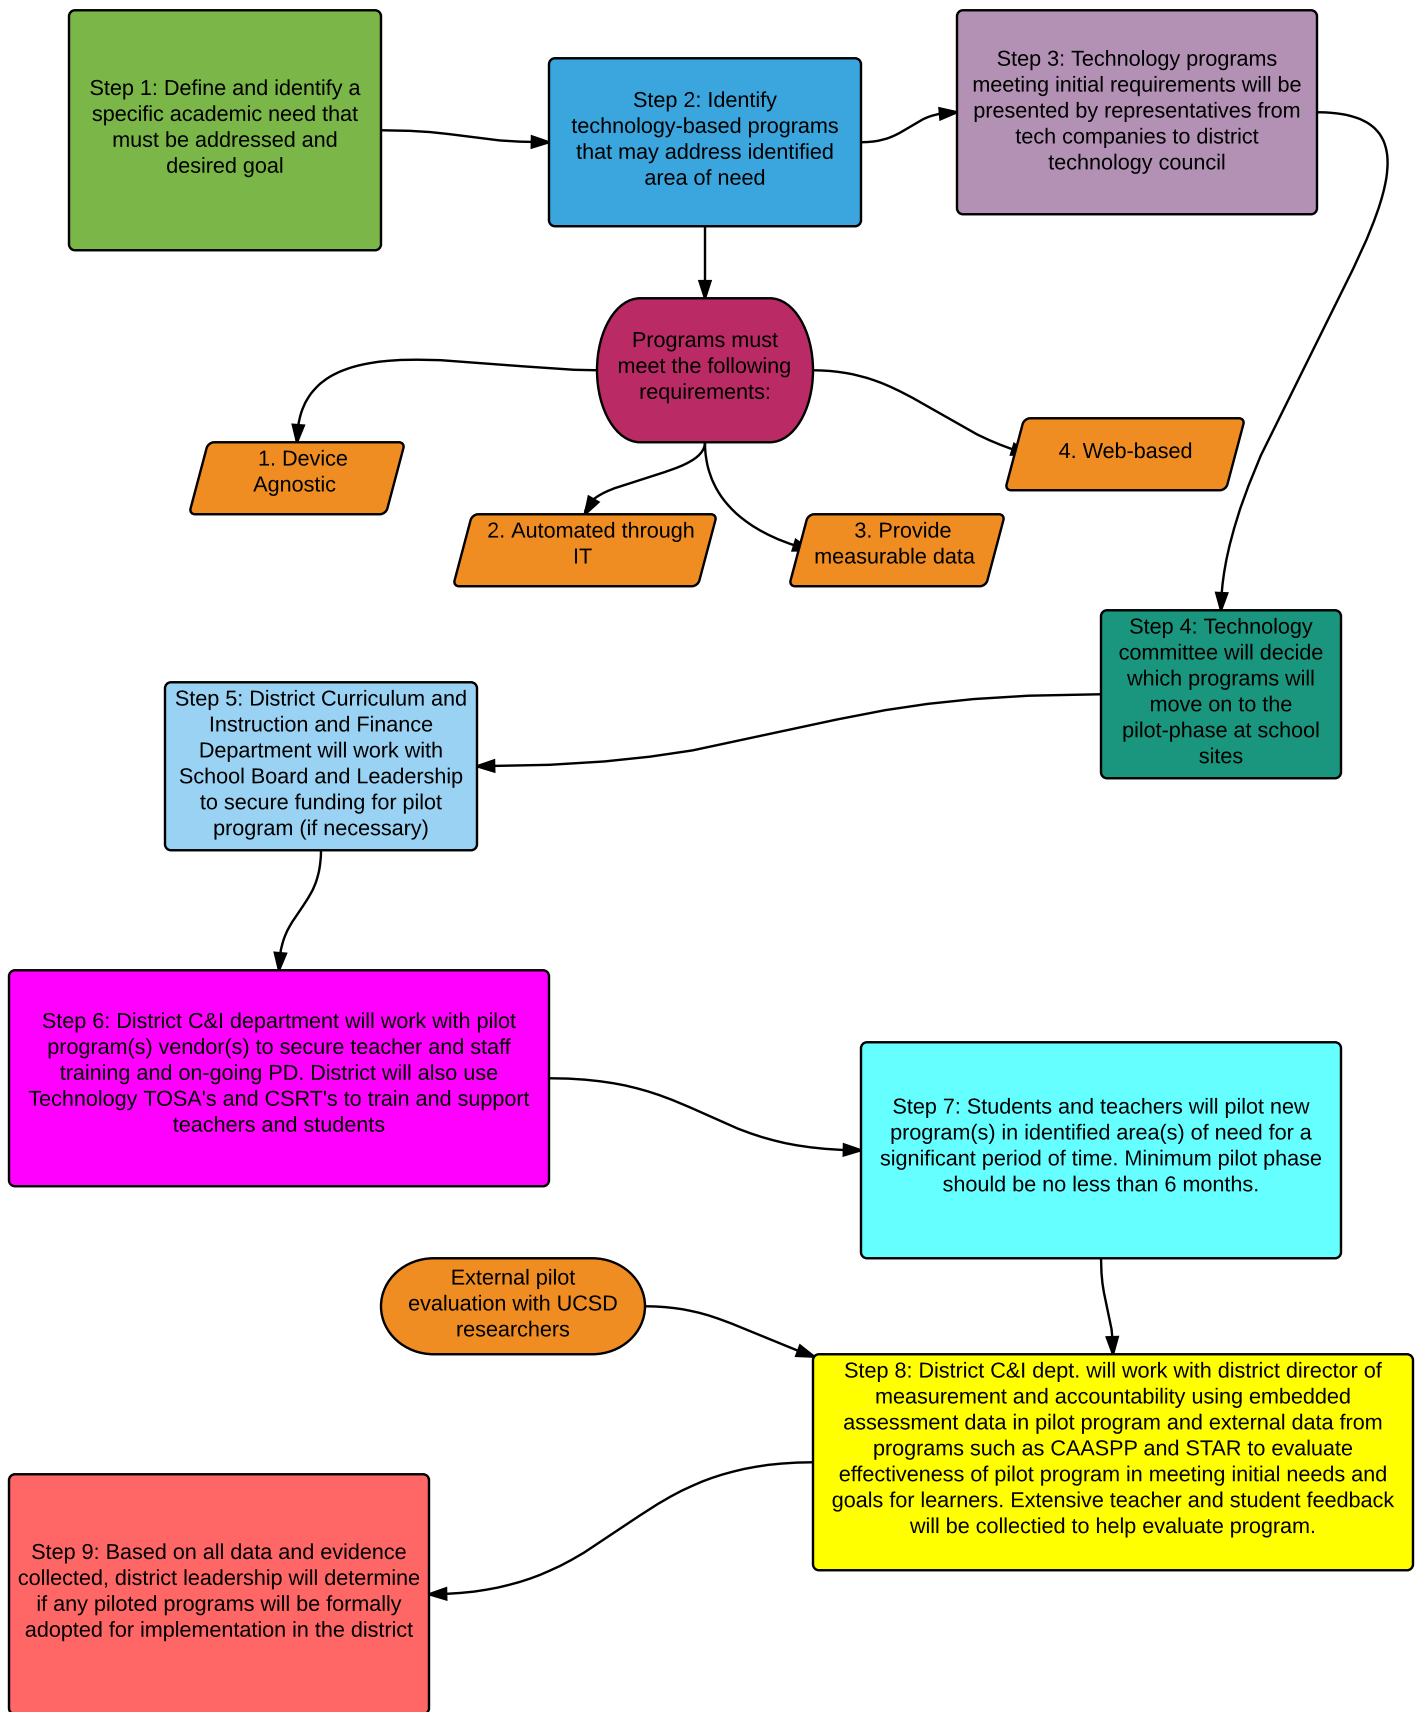 Step 1: Define and identify a
specific academic need that
must be addressed and
desired goal
Step 2: Identify
technology-based programs
that may address identified
area of need
Step 3: Technology programs
meeting initial requirements will be
presented by representatives from
tech companies to district
technology council
Programs must
meet the following
requirements:
1. Device
Agnostic
2. Automated through
IT
3. Provide
measurable data
4. Web-based
Step 4: Technology
committee will decide
which programs will
move on to the
pilot-phase at school
sites
Step 5: District Curriculum and
Instruction and Finance
Department will work with
School Board and Leadership
to secure funding for pilot
program (if necessary)
Step 6: District C&I department will work with pilot
program(s) vendor(s) to secure teacher and staff
training and on-going PD. District will also use
Technology TOSA's and CSRT's to train and support
teachers and students
Step 7: Students and teachers will pilot new
program(s) in identified area(s) of need for a
significant period of time. Minimum pilot phase
should be no less than 6 months.
External pilot
evaluation with UCSD
researchers
Step 8: District C&I dept. will work with district director of
measurement and accountability using embedded
assessment data in pilot program and external data from
programs such as CAASPP and STAR to evaluate
effectiveness of pilot program in meeting initial needs and
goals for learners. Extensive teacher and student feedback
will be collectied to help evaluate program.
Step 9: Based on all data and evidence
collected, district leadership will determine
if any piloted programs will be formally
adopted for implementation in the district